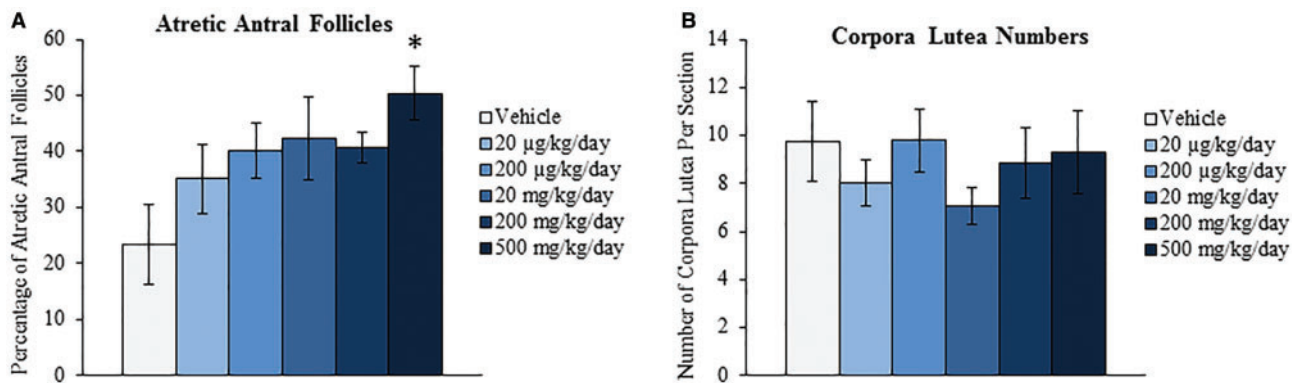 A
Atretic Antral Follicles
Percentage of Atretic Antral Follicles
60
50
40
30
20
10
0
*
Vehicle
20 µg/kg/day
200 µg/kg/day
20 mg/kg/day
200 mg/kg/day
500 mg/kg/day
B
Corpora Lutea Numbers
Number of Corpora Lutea Per Section
14
12
10
8
6
4
2
0
Vehicle
20 µg/kg/day
200 µg/kg/day
20 mg/kg/day
200 mg/kg/day
500 mg/kg/day